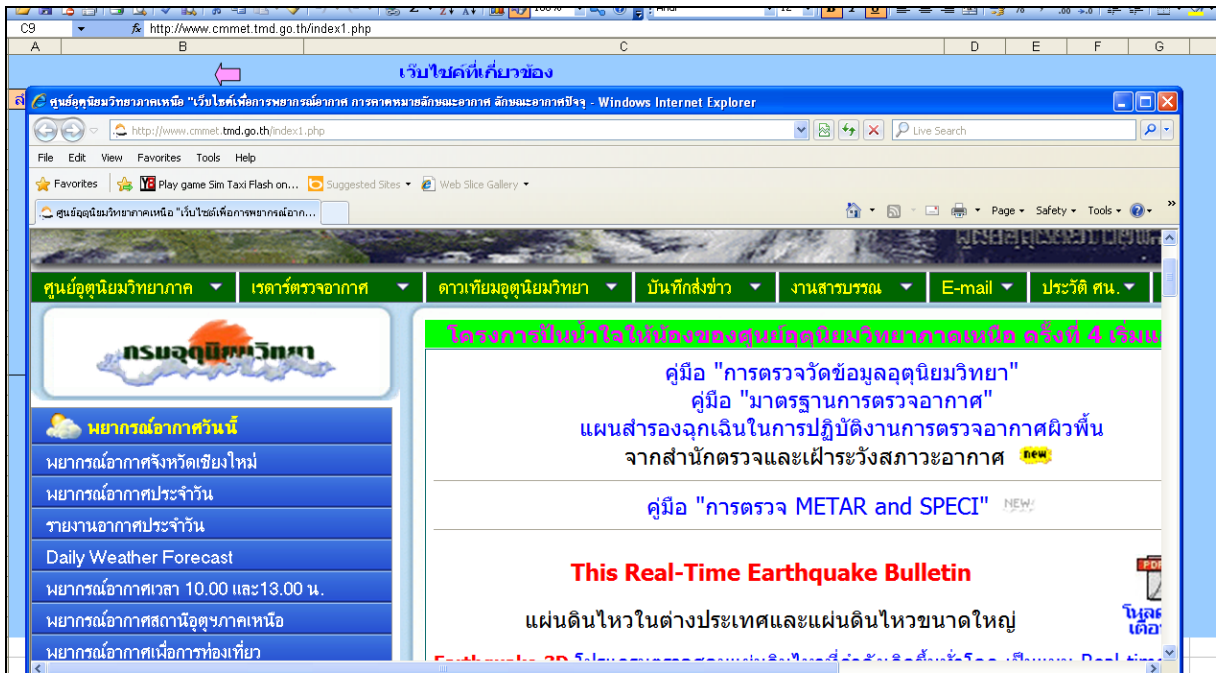 100%
Arial
12
B I U
C9
fx http://www.cmmet.tmd.go.th/index1.php
A B C D E F G
เว็บไซค์ที่เกี่ยวข้อง
ศูนย์อุตุนิยมวิทยาภาคเหนือ "เว็บไซต์เพื่อการพยากรณ์อากาศ การคาดหมายลักษณะอากาศ ลักษณะอากาศปัจจุ - Windows Internet Explorer
http://www.cmmet.tmd.go.th/index1.php
Live Search
File Edit View Favorites Tools Help
Favorites
Play game Sim Taxi Flash on...
Suggested Sites
Web Slice Gallery
ศูนย์อุตุนิยมวิทยาภาคเหนือ "เว็บไซต์เพื่อการพยากรณ์อาก...
Page Safety Tools
ศูนย์อุตุนิยมวิทยาภาค
เรดาร์ตรวจอากาศ
ดาวเทียมอุตุนิยมวิทยา
บันทึกส่งข่าว
งานสารบรรณ
E-mail
ประวัติ ศน.
กรมอุตุนิยมวิทยา
โครงการปันน้ำใจให้น้องของศูนย์อุตุนิยมวิทยาภาคเหนือ ครั้งที่ 4
คู่มือ "การตรวจวัดข้อมูลอุตุนิยมวิทยา"
คู่มือ "มาตรฐานการตรวจอากาศ"
แผนสำรองฉุกเฉินในการปฏิบัติงานการตรวจอากาศผิวพื้น
จากสำนักตรวจและเฝ้าระวังสภาวะอากาศ new
คู่มือ "การตรวจ METAR and SPECI" NEW
This Real-Time Earthquake Bulletin
แผ่นดินไหวในต่างประเทศและแผ่นดินไหวขนาดใหญ่
PDF
พยากรณ์อากาศวันนี้
พยากรณ์อากาศจังหวัดเชียงใหม่
พยากรณ์อากาศประจำวัน
รายงานอากาศประจำวัน
Daily Weather Forecast
พยากรณ์อากาศเวลา 10.00 และ13.00 น.
พยากรณ์อากาศสถานีอุตุฯภาคเหนือ
พยากรณ์อากาศเพื่อการท่องเที่ยว